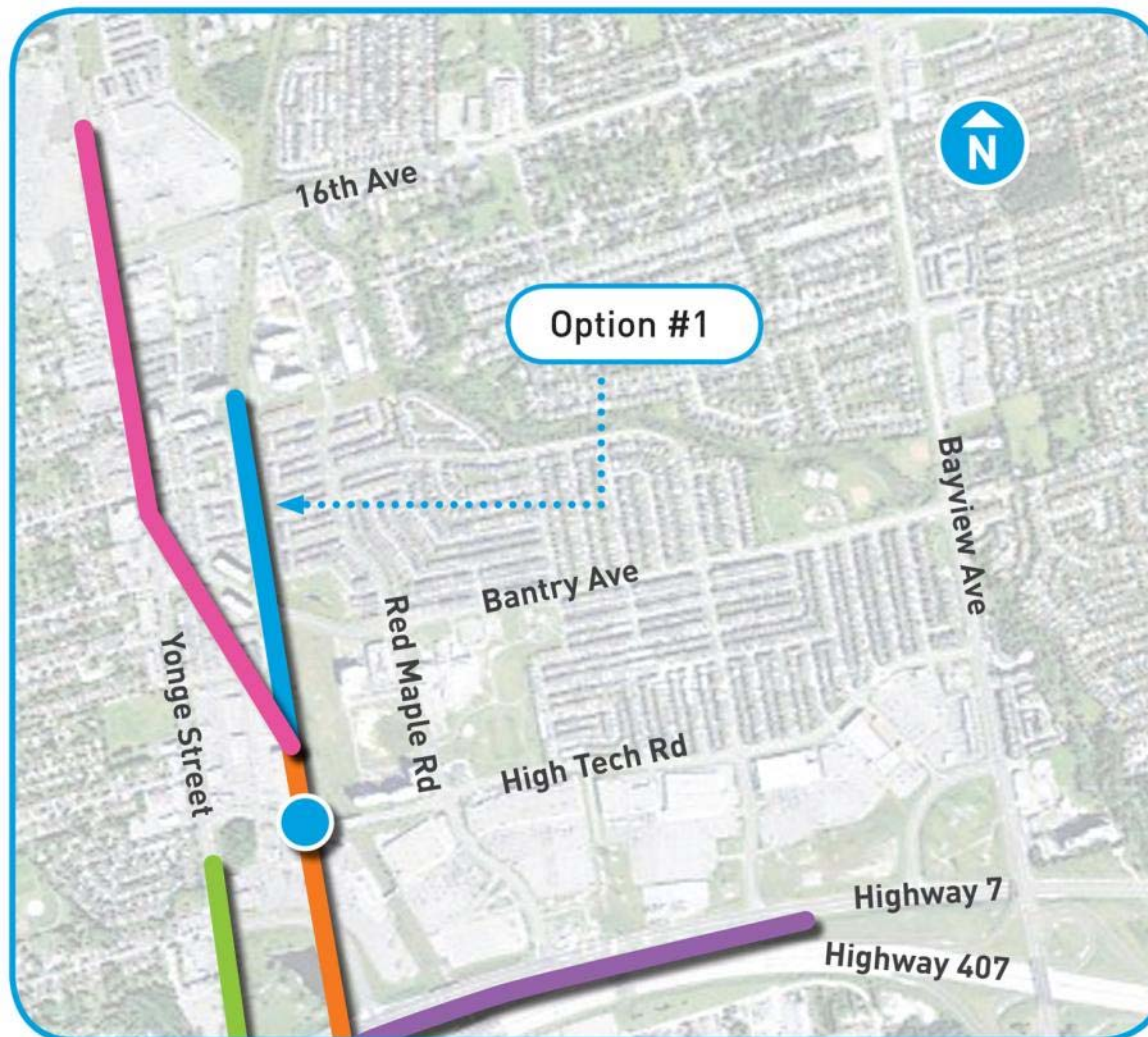 N
16th Ave
Option #1
Bayview Ave
Bantry Ave
Red Maple Rd
Yonge Street
High Tech Rd
Highway 7
Highway 407